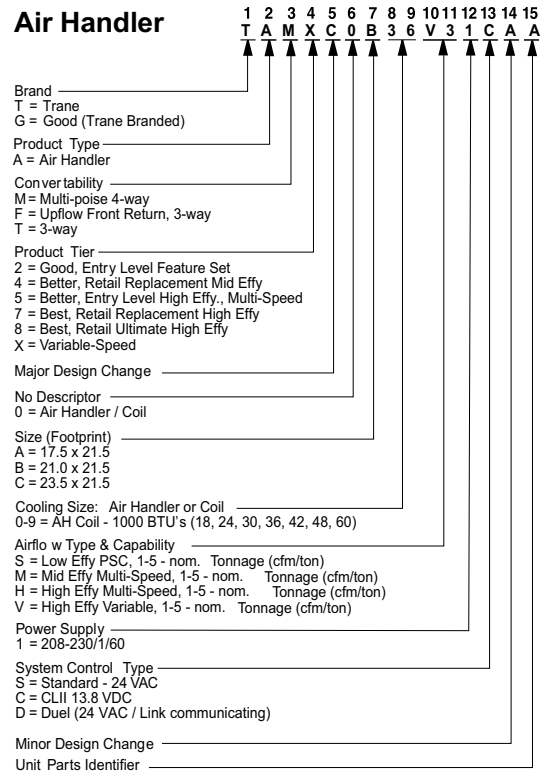 Air Handler
1 2 3 4 5 6 7 8 9 10 11 12 13 14 15
T A M X C 0 B 3 6 V 3 1 C A A
Brand
T = Trane
G = Good (Trane Branded)
Product Type
A = Air Handler
Convertability
M = Multi-poise 4-way
F = Upflow Front Return, 3-way
T = 3-way
Product Tier
2 = Good, Entry Level Feature Set
4 = Better, Retail Replacement Mid Effy
5 = Better, Entry Level High Effy., Multi-Speed
7 = Best, Retail Replacement High Effy
8 = Best, Retail Ultimate High Effy
X = Variable-Speed
Major Design Change
No Descriptor
0 = Air Handler / Coil
Size (Footprint)
A = 17.5 x 21.5
B = 21.0 x 21.5
C = 23.5 x 21.5
Cooling Size: Air Handler or Coil
0-9 = AH Coil - 1000 BTU's (18, 24, 30, 36, 42, 48, 60)
Airflo w Type & Capability
S = Low Effy PSC, 1-5 - nom. Tonnage (cfm/ton)
M = Mid Effy Multi-Speed, 1-5 - nom. Tonnage (cfm/ton)
H = High Effy Multi-Speed, 1-5 - nom. Tonnage (cfm/ton)
V = High Effy Variable, 1-5 - nom. Tonnage (cfm/ton)
Power Supply
1 = 208-230/1/60
System Control Type
S = Standard - 24 VAC
C = CLII 13.8 VDC
D = Duel (24 VAC / Link communicating)
Minor Design Change
Unit Parts Identifier